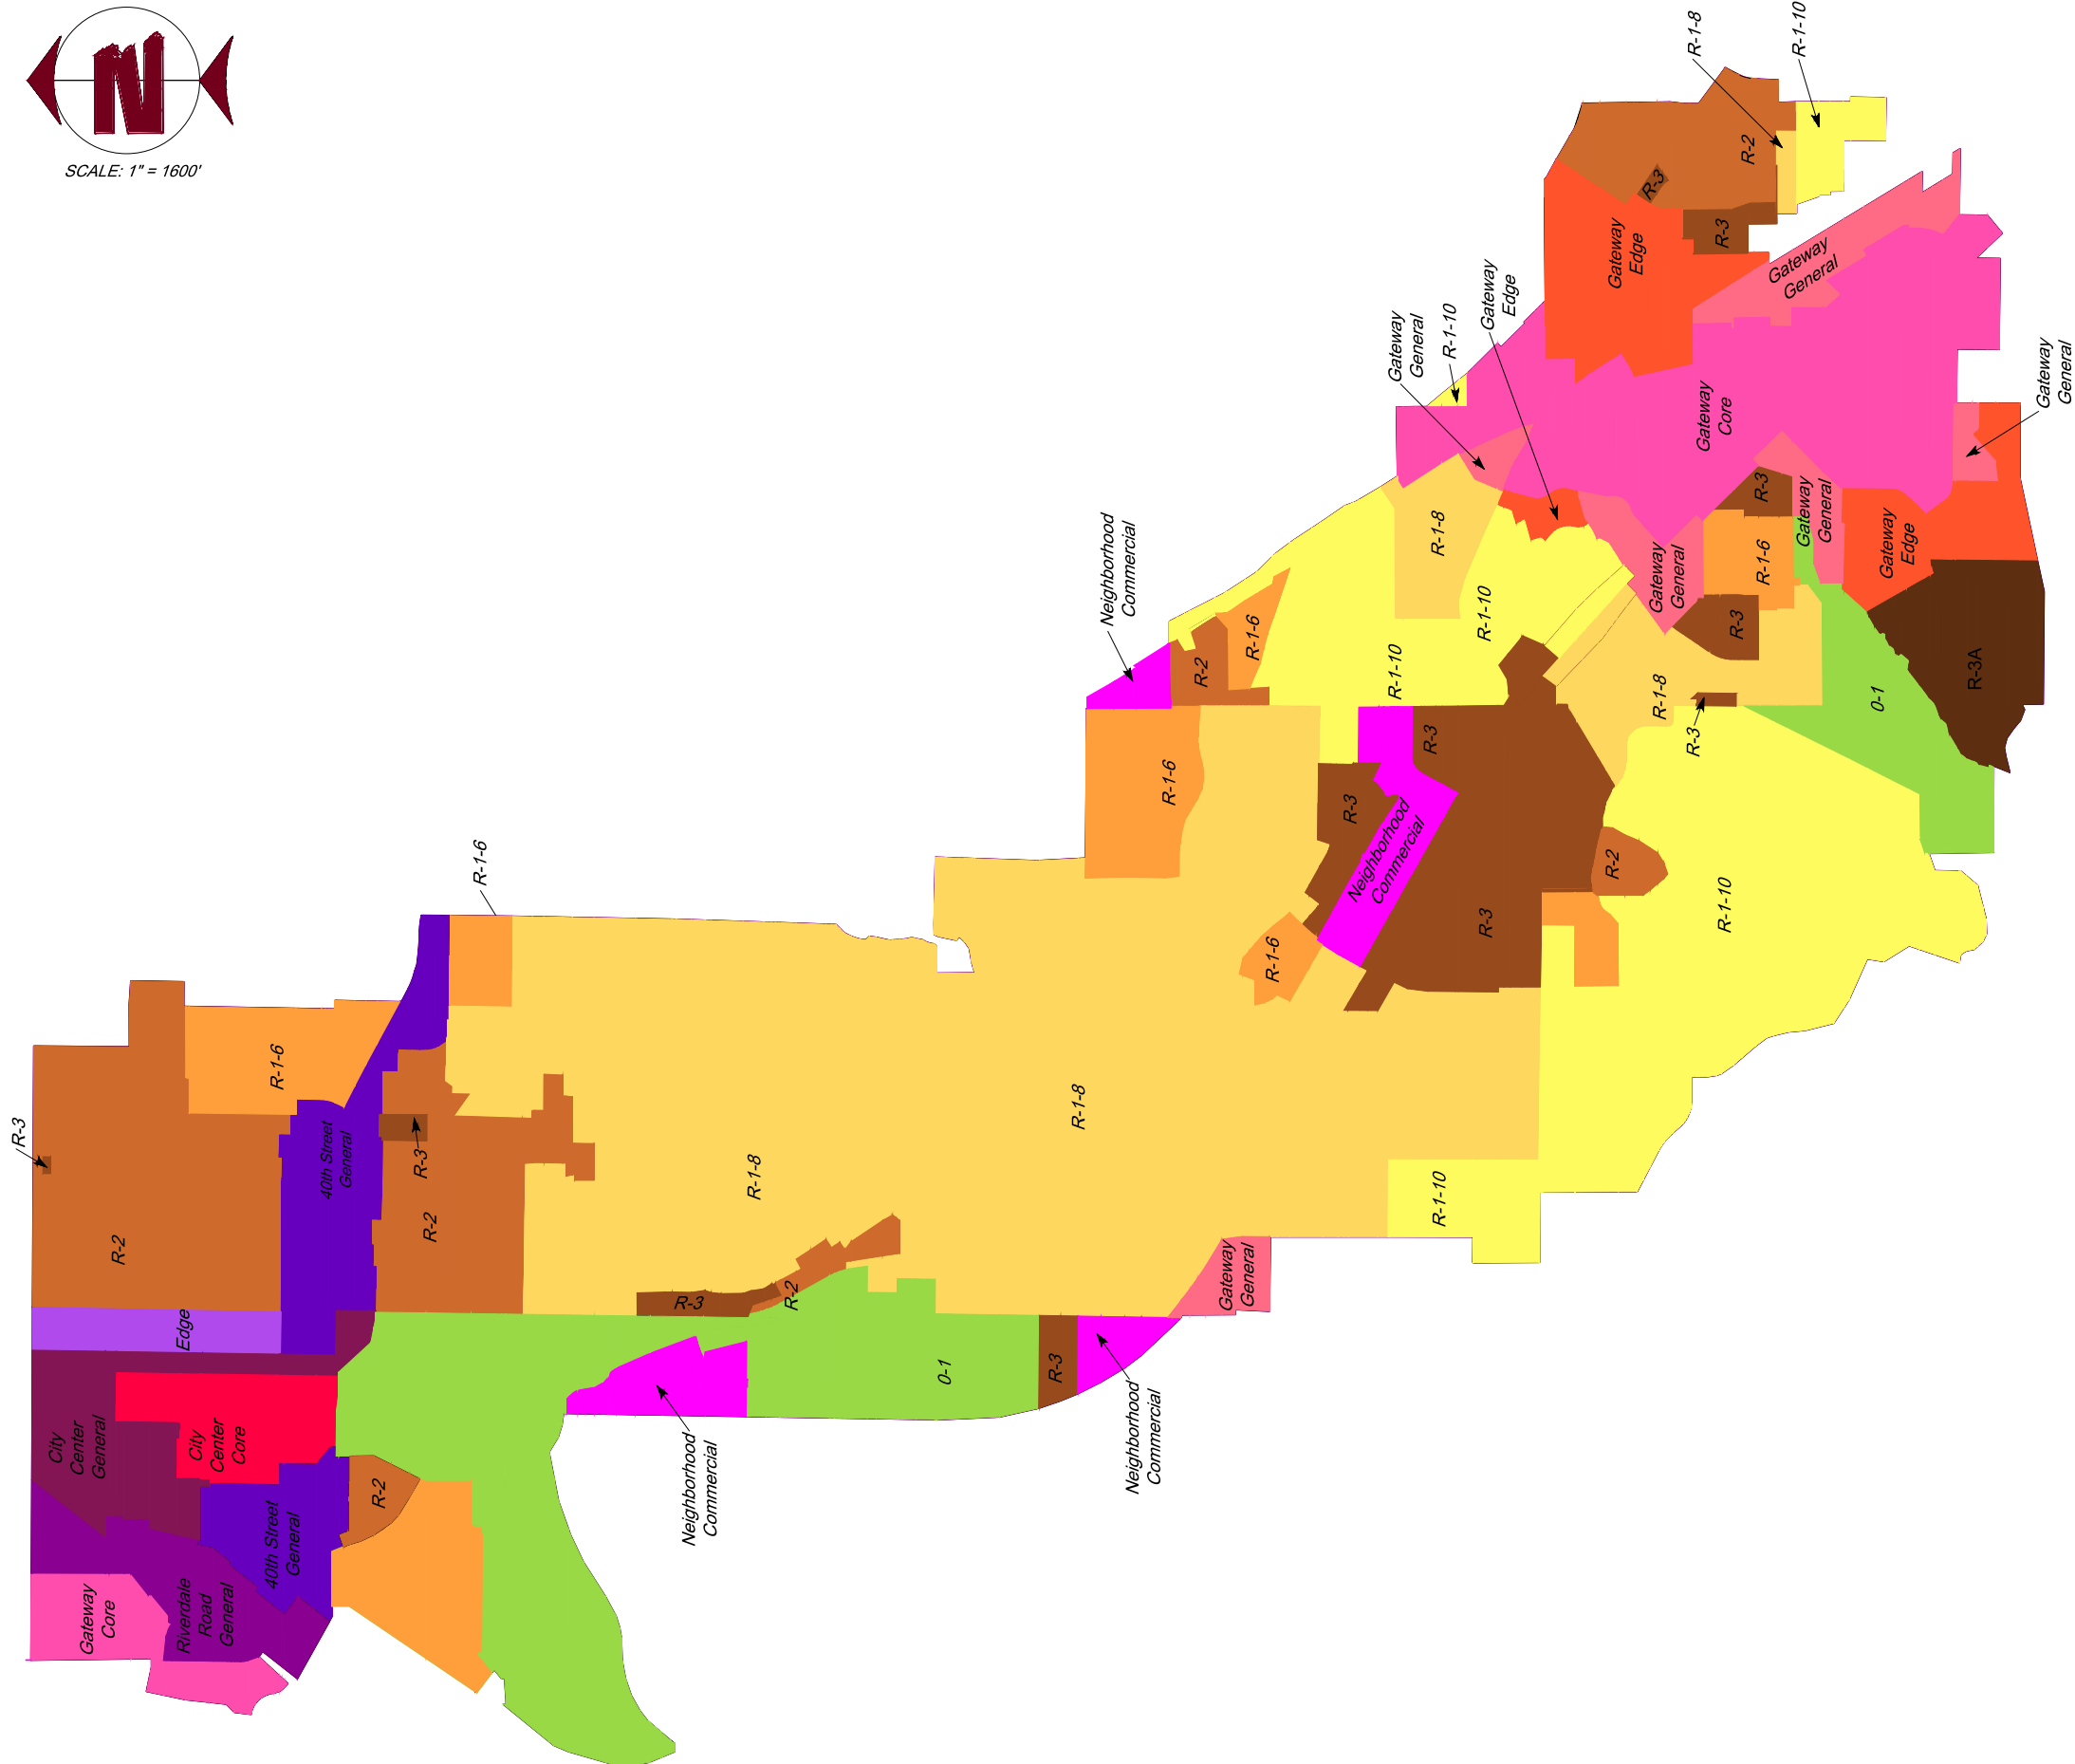 N
SCALE: 1" = 1600'
R-1-8
R-1-10
R-2
R-3
R-3
Gateway
Edge
Gateway
General
Gateway
Edge
Gateway
General
R-1-10
Gateway
Core
Gateway
General
R-3
Gateway
General
R-1-6
Gateway
Edge
R-1-8
Neighborhood
Commercial
R-1-10
Gateway
General
R-3
R-1-6
R-2
R-1-10
R-1-8
R-3A
0-1
R-3
R-3
R-1-6
R-3
Neighborhood
Commercial
R-2
R-1-6
R-1-10
R-3
R-1-6
R-1-6
R-3
40th Street
General
R-3
R-1-8
R-1-8
R-1-10
R-2
R-2
Gateway
General
R-3
R-2
Edge
0-1
R-3
Neighborhood
Commercial
City
Center
General
City
Center
Core
R-2
Neighborhood
Commercial
40th Street
General
Gateway
Core
Riverdale
Road
General